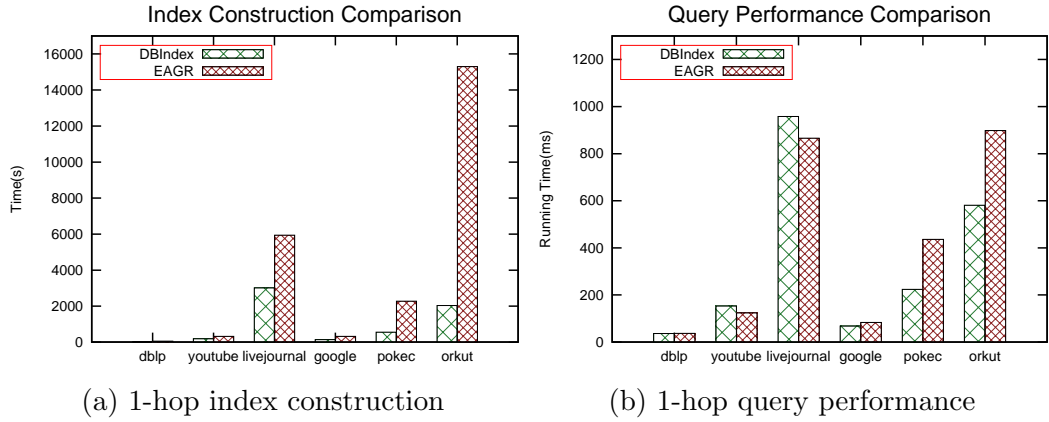 Index Construction Comparison
DBIndex
EAGR
16000
14000
12000
10000
8000
6000
4000
2000
0
Time(s)
dblp youtube livejournal google pokec orkut
(a) 1-hop index construction
Query Performance Comparison
DBIndex
EAGR
1200
1000
800
600
400
200
0
Running Time(ms)
dblp youtube livejournal google pokec orkut
(b) 1-hop query performance